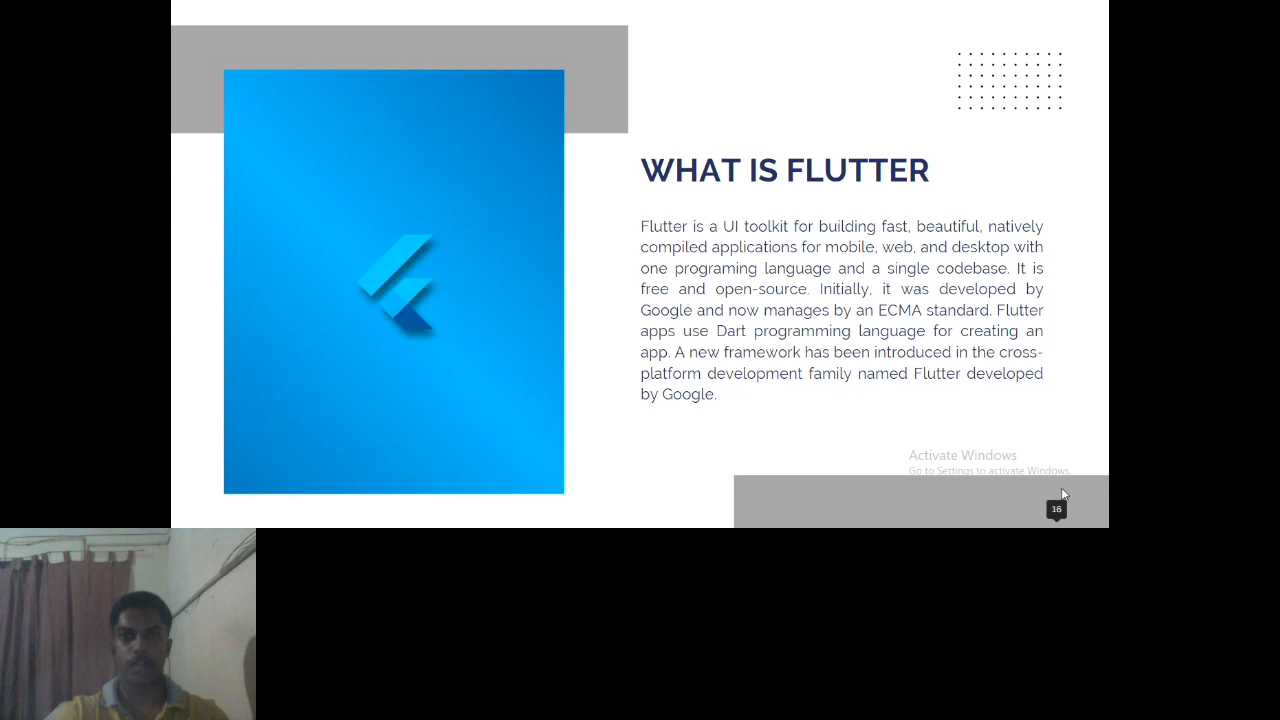 WHAT IS FLUTTER
Flutter is a UI toolkit for building fast, beautiful, natively
compiled applications for mobile, web, and desktop with
one programing language and a single codebase. It is
free and open-source. Initially, it was developed by
Google and now manages by an ECMA standard. Flutter
apps use Dart programming language for creating an
app. A new framework has been introduced in the cross-
platform development family named Flutter developed
by Google.
Activate Windows
Go to Settings to activate Windows.
16